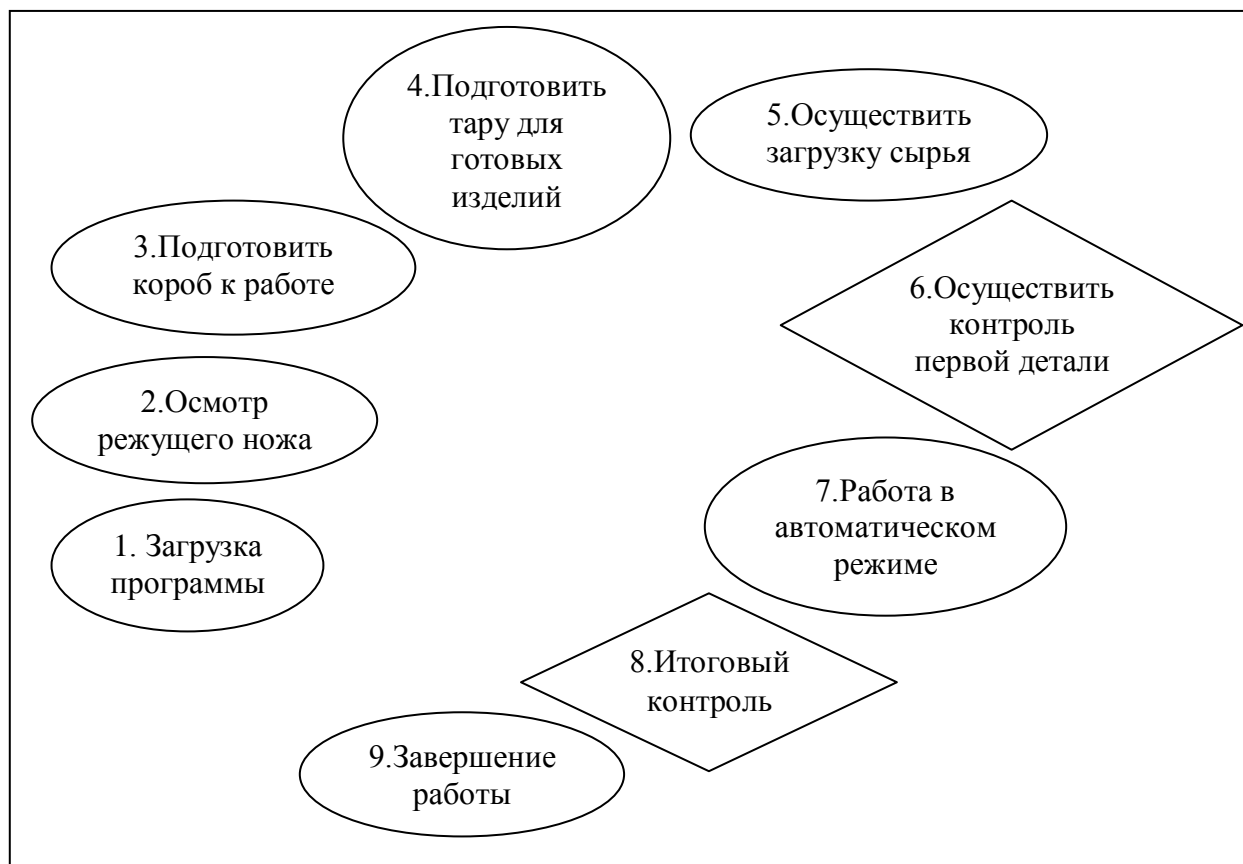 4.Подготовить
тару для
готовых
изделий
5.Осуществить
загрузку сырья
3.Подготовить
короб к работе
6.Осуществить
контроль
первой детали
2.Осмотр
режущего ножа
7.Работа в
автоматическом
режиме
1. Загрузка
программы
8.Итоговый
контроль
9.Завершение
работы